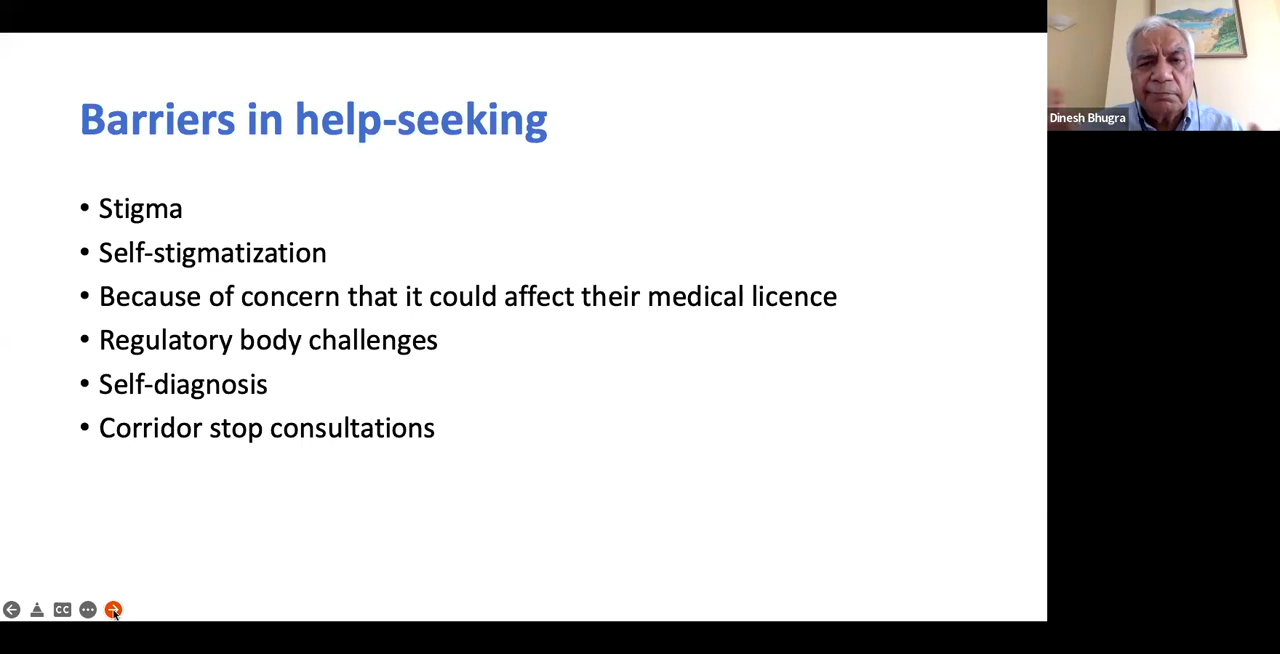 Barriers in help-seeking
• Stigma
• Self-stigmatization
• Because of concern that it could affect their medical licence
• Regulatory body challenges
• Self-diagnosis
• Corridor stop consultations
Dinesh Bhugra
CC